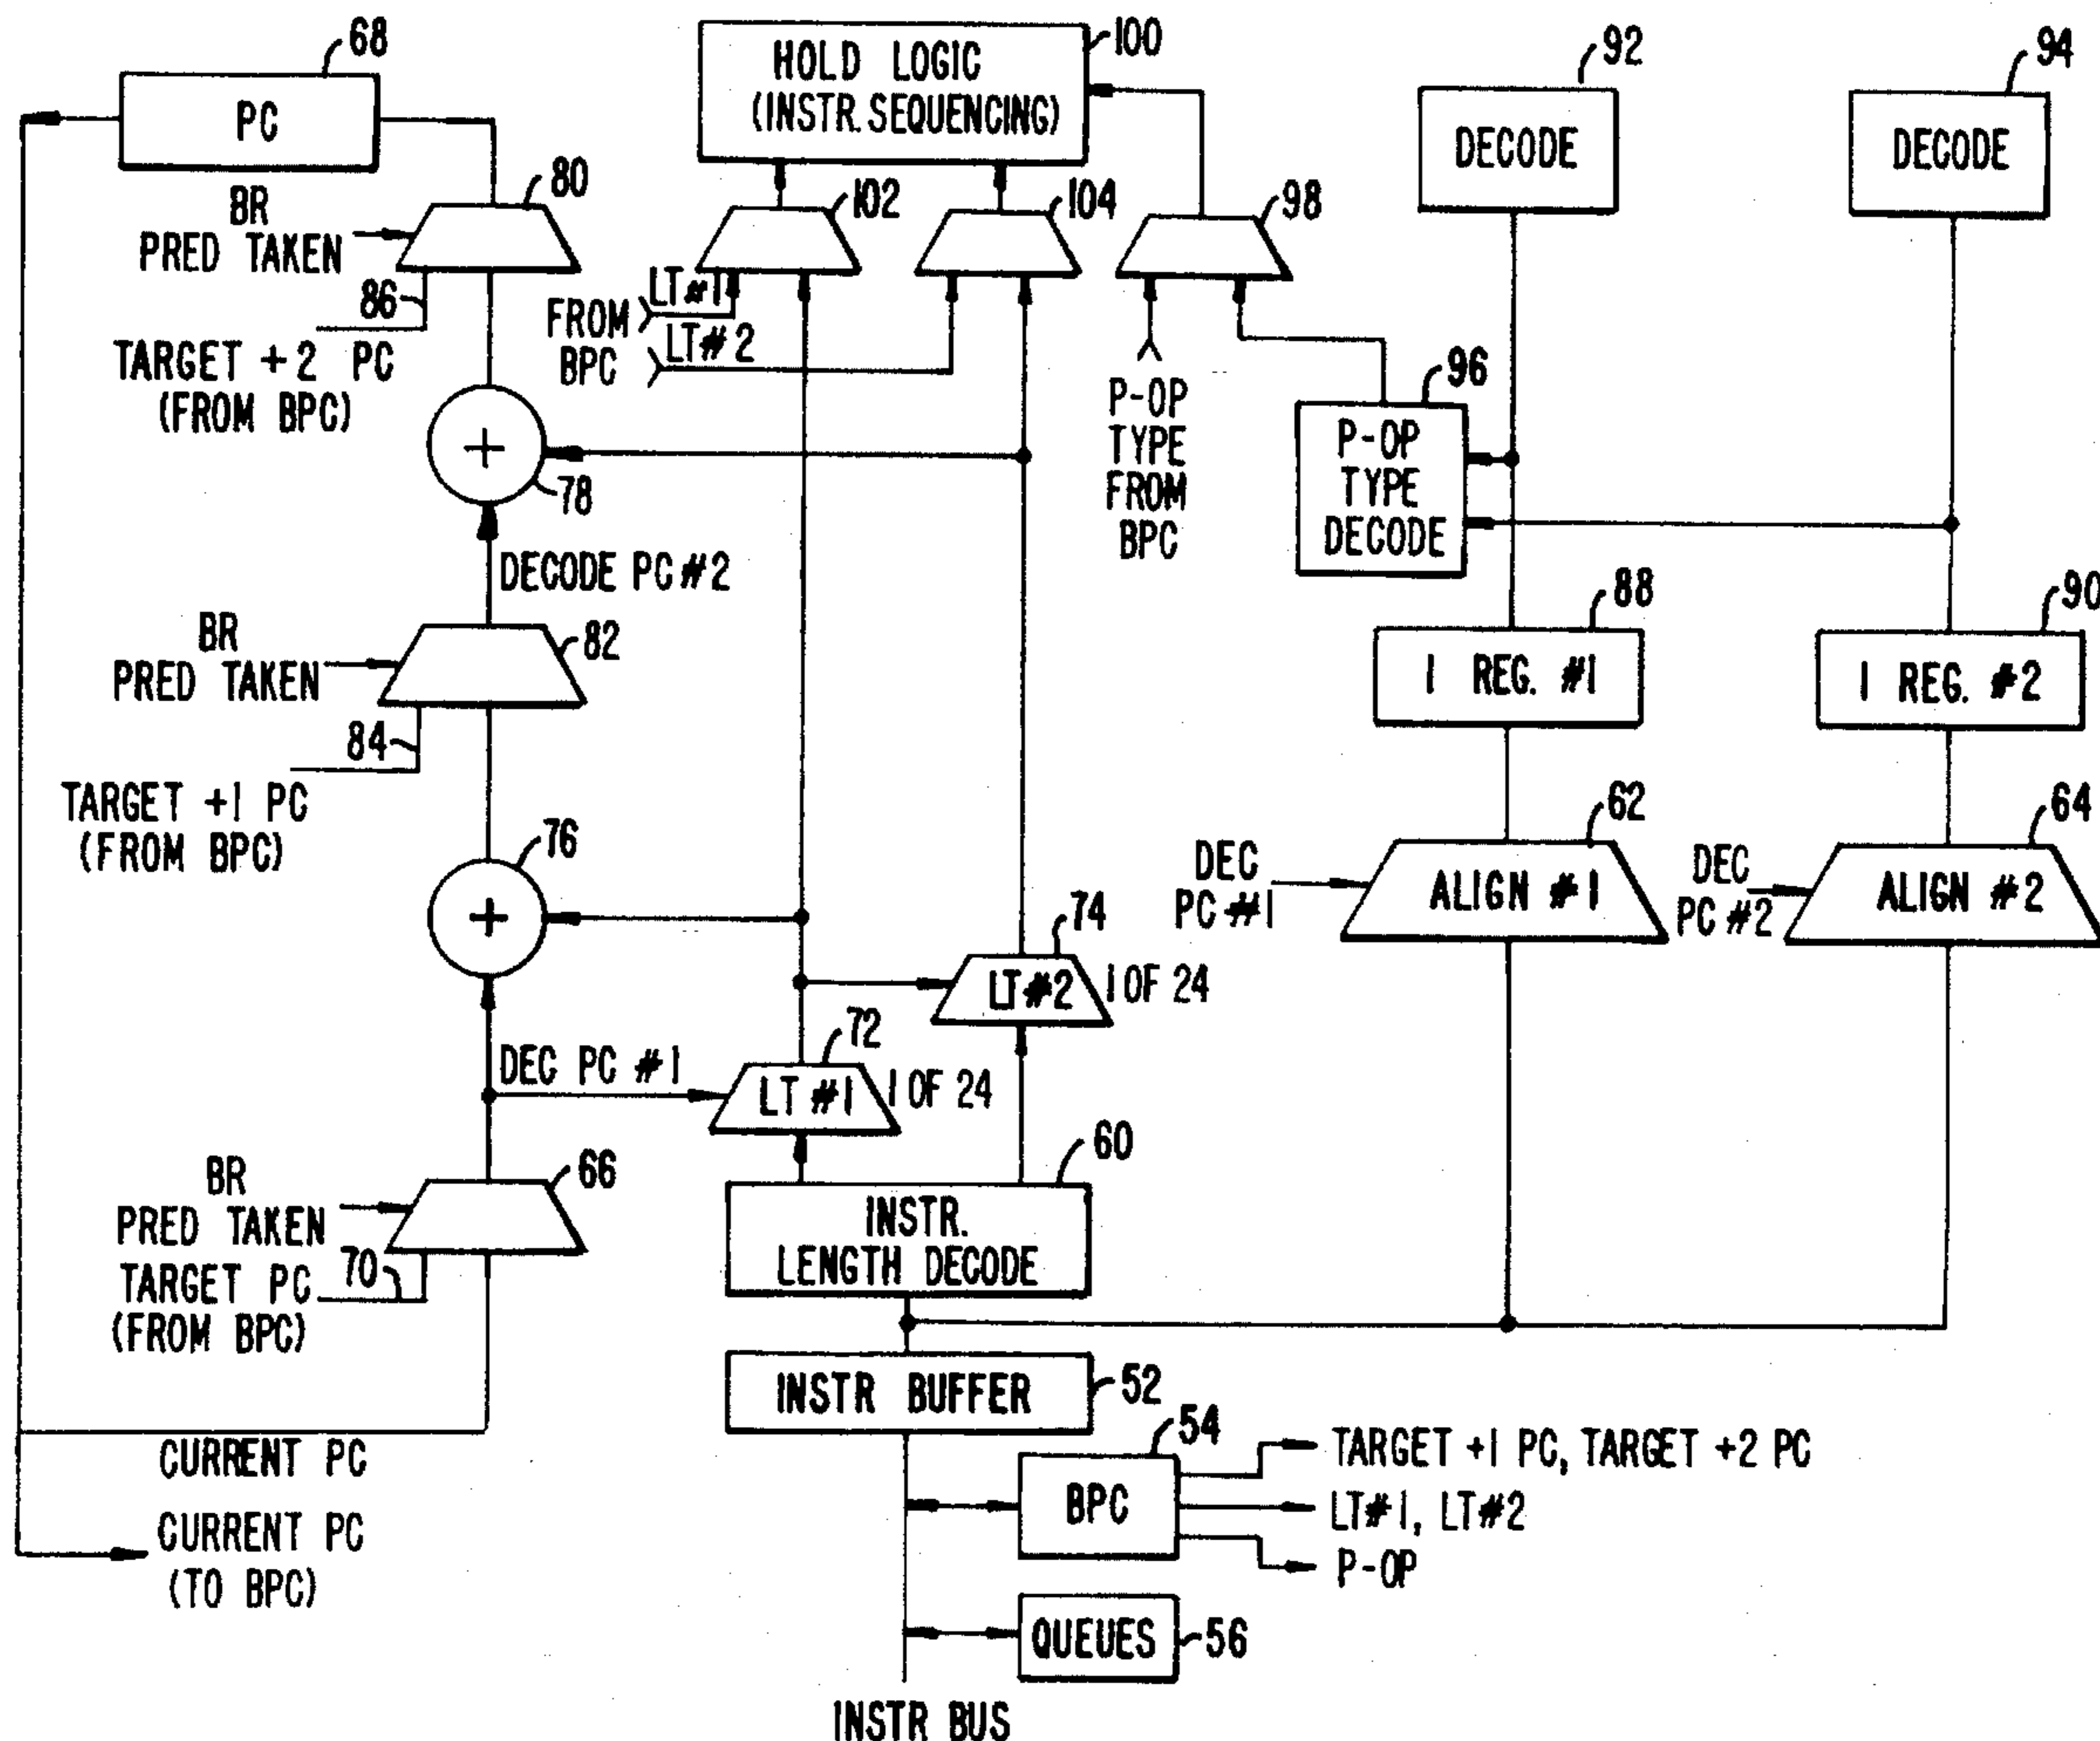 68
PC
HOLD LOGIC
(INSTR. SEQUENCING)
100
92
DECODE
94
DECODE
BR
PRED TAKEN
80
102
104
98
86
TARGET + 2 PC
(FROM BPC)
FROM
BPC
LT#1
LT#2
P-OP
TYPE
FROM
BPC
96
P-OP
TYPE
DECODE
+
78
DECODE PC #2
BR
PRED TAKEN
82
84
TARGET +1 PC
(FROM BPC)
88
I REG. #1
90
I REG. #2
76
+
DEC
PC #1
62
ALIGN #1
DEC
PC #2
64
ALIGN #2
74
LT#2
1 OF 24
DEC PC #1
72
LT #1
1 OF 24
BR
PRED TAKEN
66
TARGET PC
(FROM BPC)
70
60
INSTR.
LENGTH DECODE
INSTR BUFFER
52
CURRENT PC
CURRENT PC
(TO BPC)
54
BPC
TARGET +1 PC, TARGET +2 PC
LT#1, LT#2
P-OP
QUEUES
56
INSTR BUS